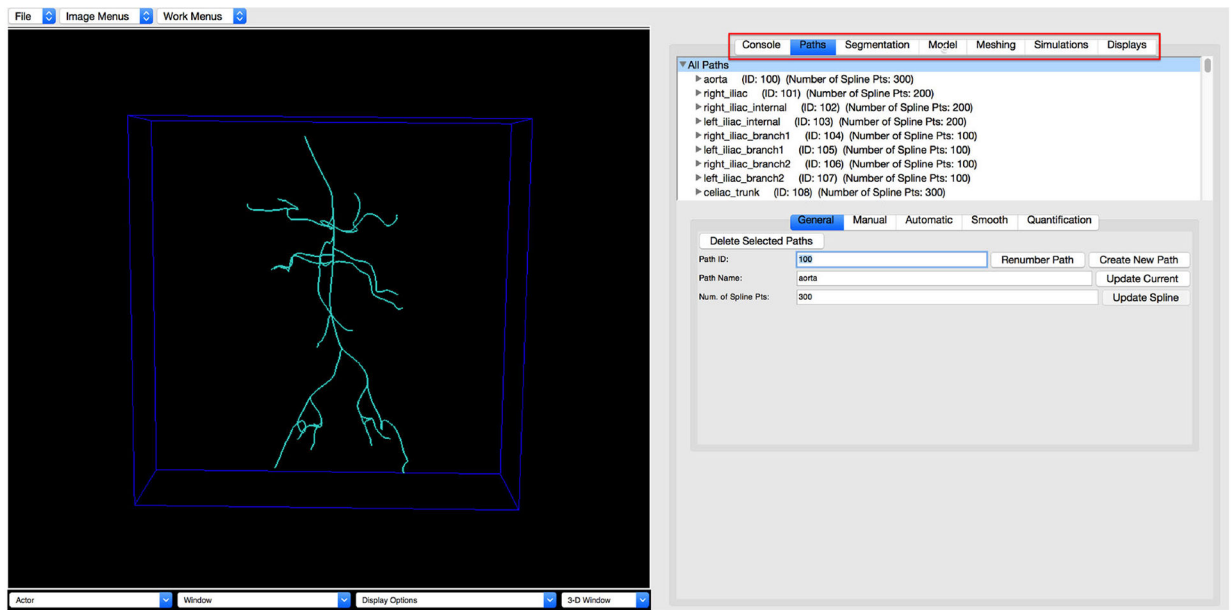 File Image Menus Work Menus
Console Paths Segmentation Model Meshing Simulations Displays
All Paths
aorta (ID: 100) (Number of Spline Pts: 300)
right_iliac (ID: 101) (Number of Spline Pts: 200)
right_iliac_internal (ID: 102) (Number of Spline Pts: 200)
left_iliac_internal (ID: 103) (Number of Spline Pts: 200)
right_iliac_branch1 (ID: 104) (Number of Spline Pts: 100)
left_iliac_branch1 (ID: 105) (Number of Spline Pts: 100)
right_iliac_branch2 (ID: 106) (Number of Spline Pts: 100)
left_iliac_branch2 (ID: 107) (Number of Spline Pts: 100)
celiac_trunk (ID: 108) (Number of Spline Pts: 300)
General Manual Automatic Smooth Quantification
Delete Selected Paths
Path ID: 100 Renumber Path Create New Path
Path Name: aorta Update Current
Num. of Spline Pts: 300 Update Spline
Actor Window Display Options 3-D Window